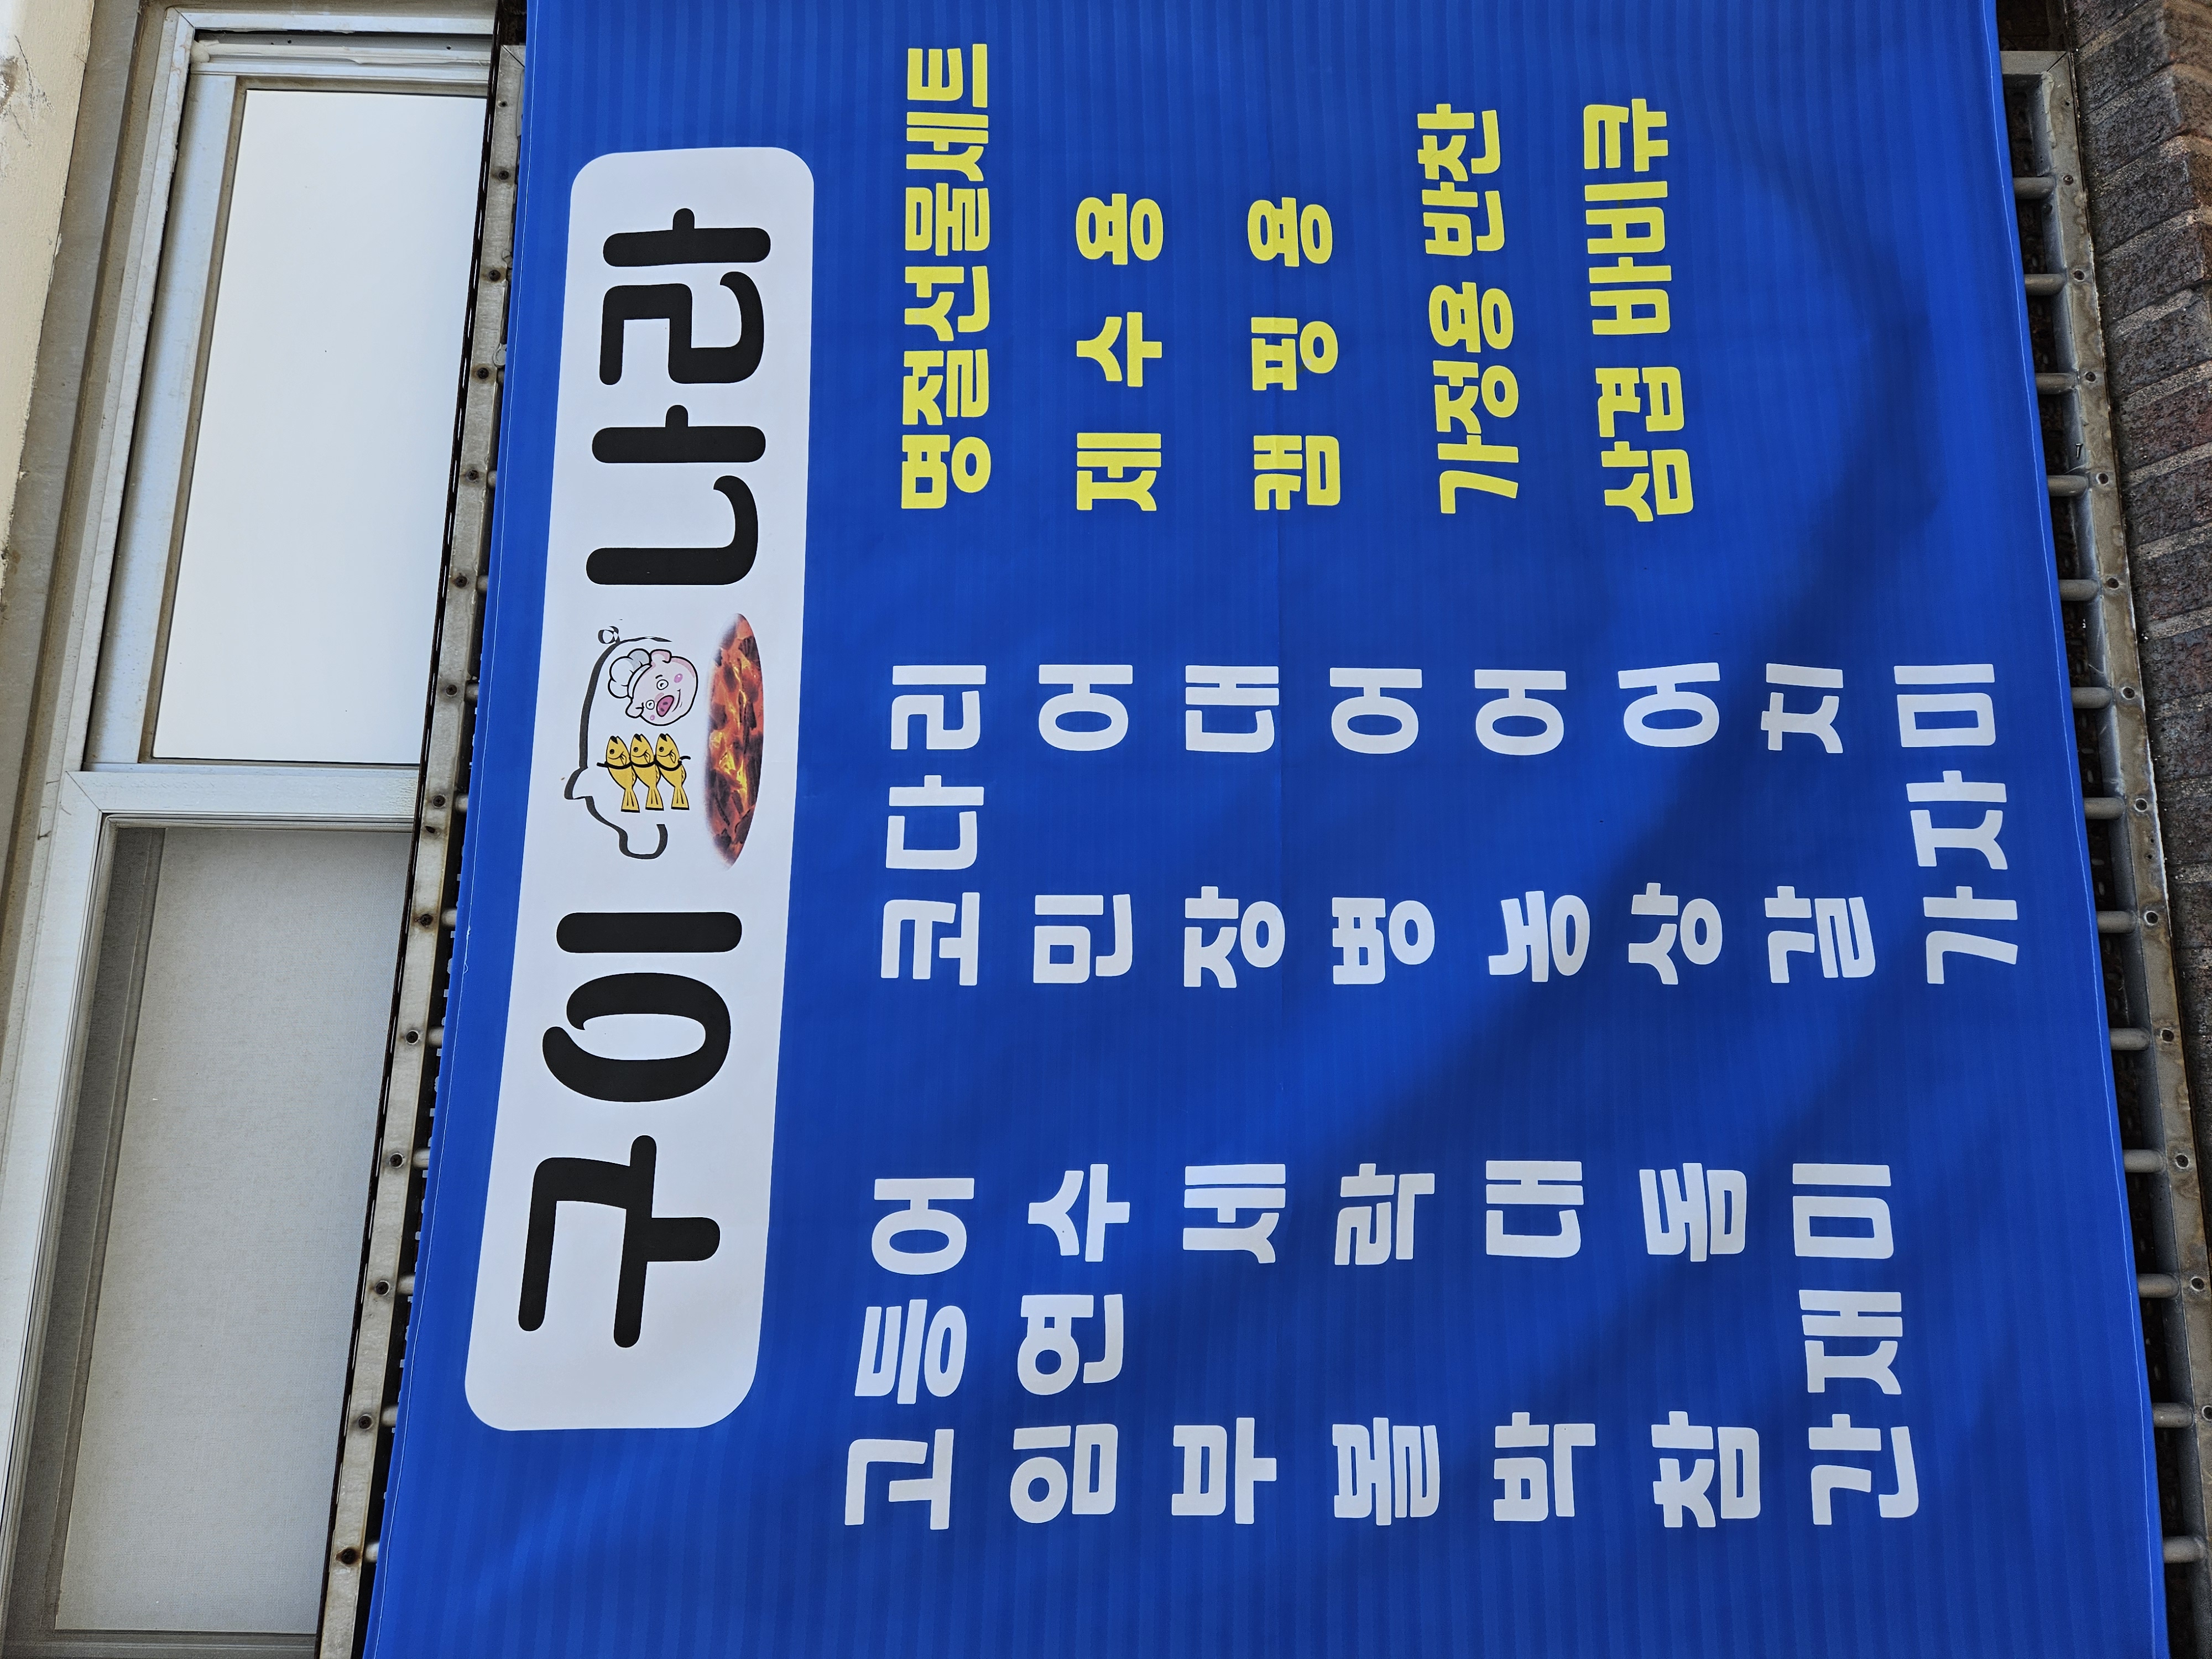 구이 나라
고등어
임연수
부 세
볼 락
박 대
참 돔
간재미
코다리
민 어
장 대
병 어
농 어
상 어
갈 치
가자미
명절선물세트
제 수 용
캠 핑 용
가정용 반찬
삼겹 바비큐